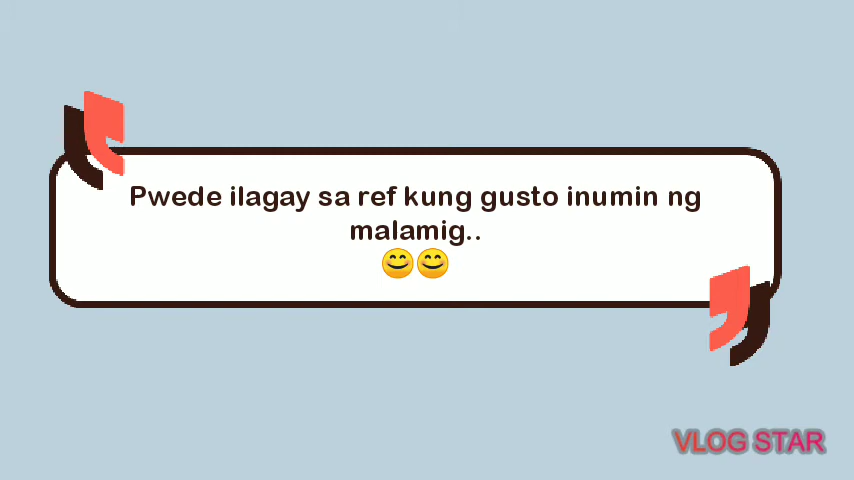 Pwede ilagay sa ref kung gusto inumin ng
malamig..
😊😊
VLOG STAR